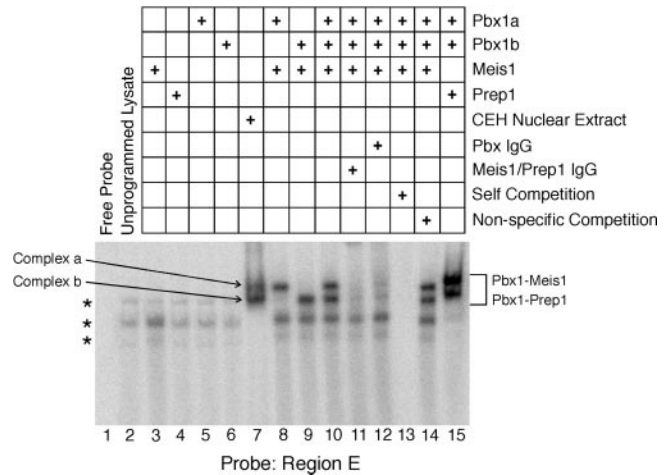 + + + + + + + + Pbx1a
+ + + + + + + + Pbx1b
+ + + + + + + + Meis1
+ + Prep1
+ CEH Nuclear Extract
+ Pbx IgG
+ Meis1/Prep1 IgG
+ Self Competition
+ Non-specific Competition
Free Probe
Unprogrammed Lysate
Complex a
Complex b
*
*
*
Pbx1-Meis1
Pbx1-Prep1
1 2 3 4 5 6 7 8 9 10 11 12 13 14 15
Probe: Region E